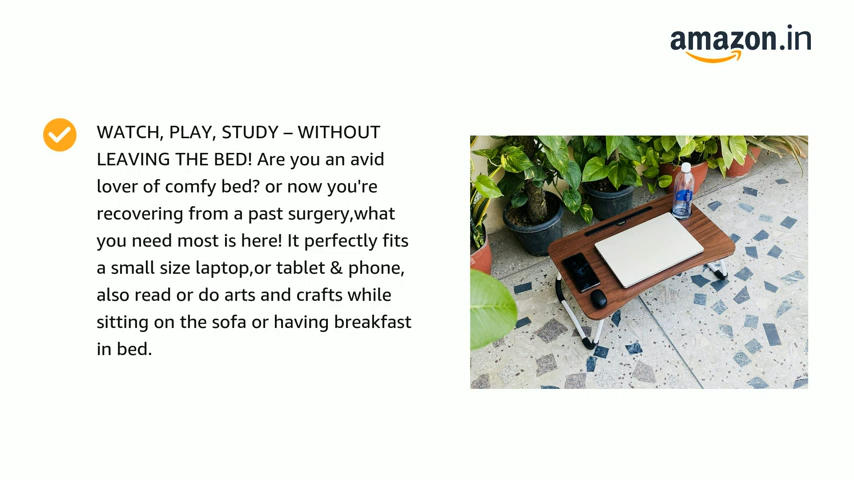 amazon.in
WATCH, PLAY, STUDY – WITHOUT
LEAVING THE BED! Are you an avid
lover of comfy bed? or now you're
recovering from a past surgery,what
you need most is here! It perfectly fits
a small size laptop,or tablet & phone,
also read or do arts and crafts while
sitting on the sofa or having breakfast
in bed.